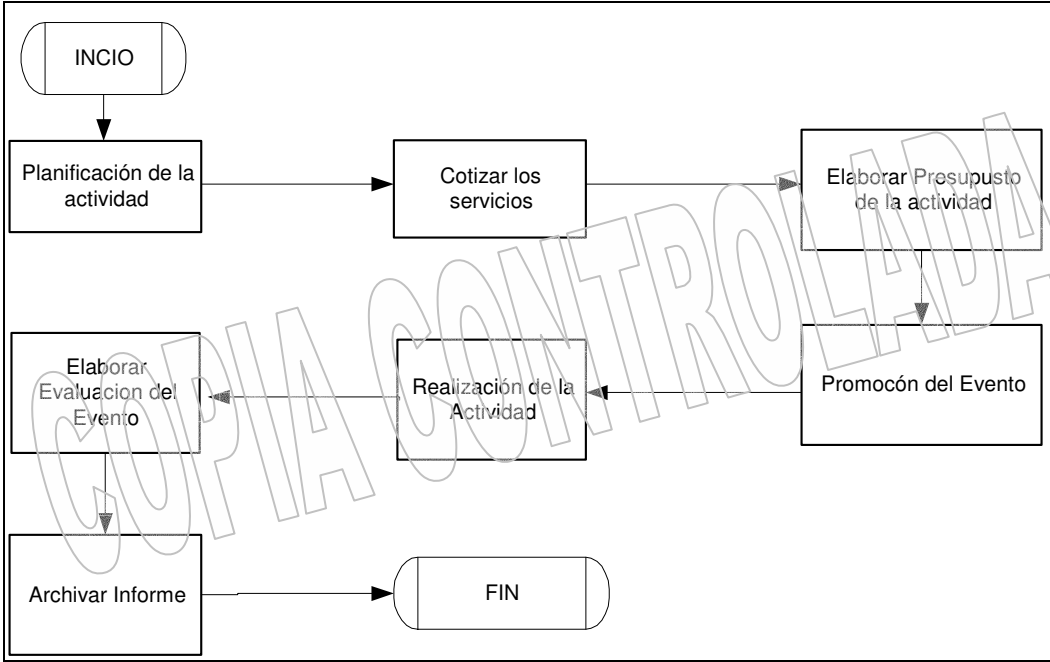 INCIO
Planificación de la
actividad
Cotizar los
servicios
Elaborar Presupusto
de la actividad
Promocón del Evento
Realización de la
Actividad
Elaborar
Evaluacion del
Evento
Archivar Informe
FIN
COPIA CONTROLADA